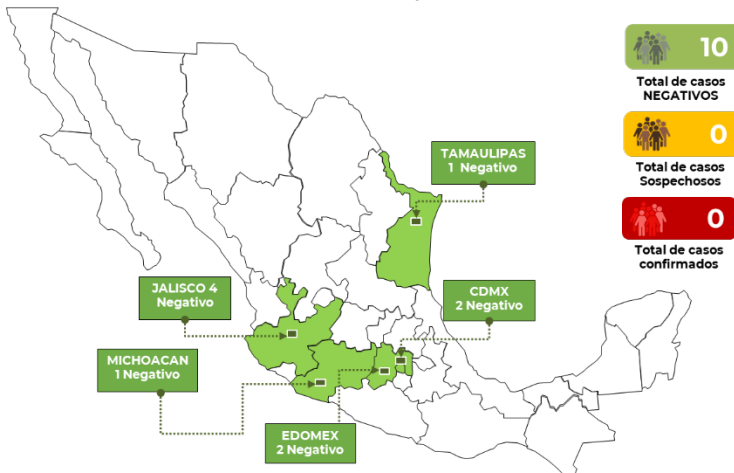 10
Total de casos
NEGATIVOS
0
Total de casos
Sospechosos
0
Total de casos
confirmados
TAMAULIPAS
1 Negativo
JALISCO 4
Negativo
CDMX
2 Negativo
MICHOACAN
1 Negativo
EDOMEX
2 Negativo